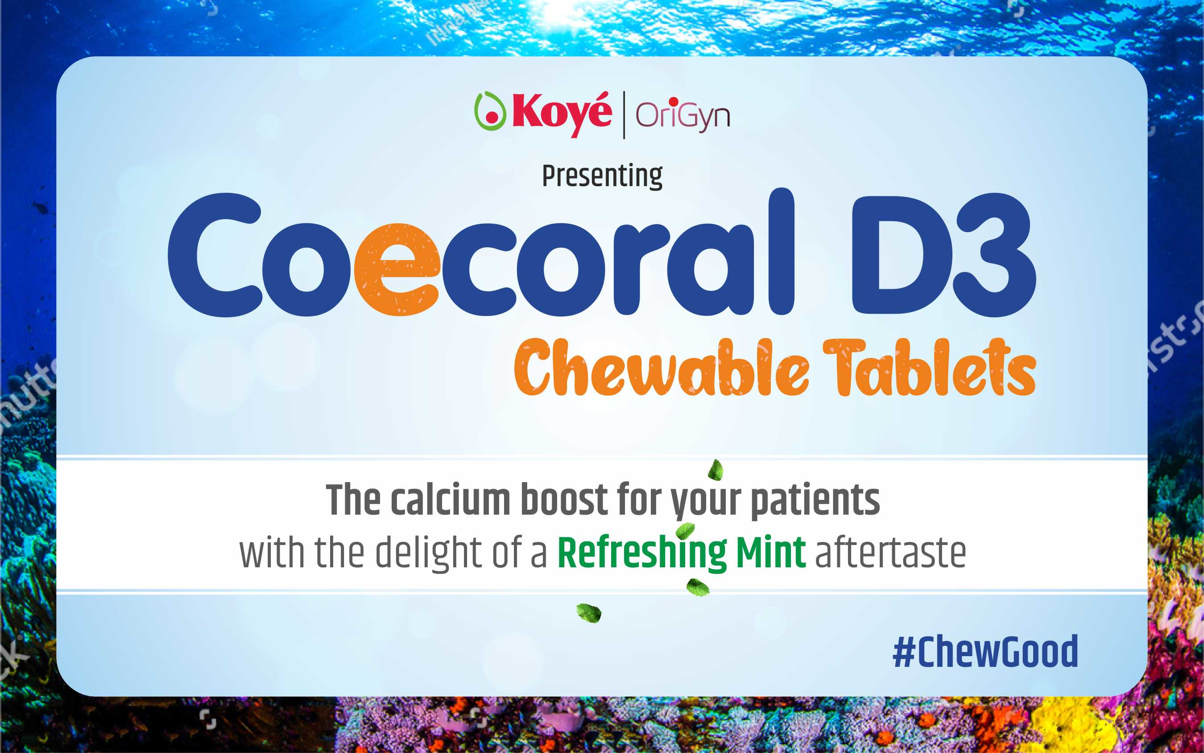 Koyé | OriGyn
Presenting
Coecoral D3
Chewable Tablets
The calcium boost for your patients
with the delight of a Refreshing Mint aftertaste
#ChewGood